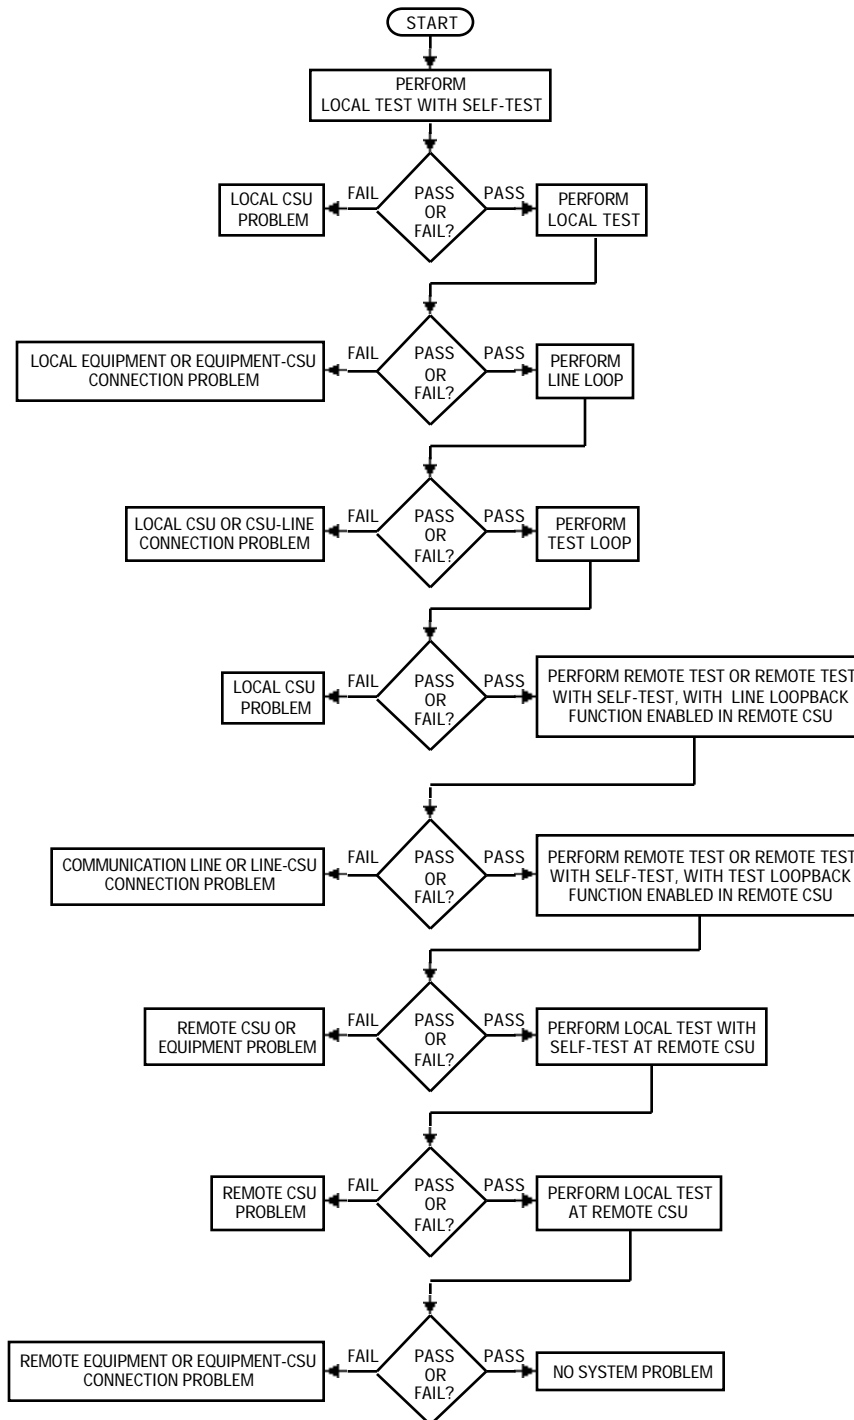 START
PERFORM
LOCAL TEST WITH SELF-TEST
LOCAL CSU
PROBLEM
FAIL
PASS
OR
FAIL?
PASS
PERFORM
LOCAL TEST
LOCAL EQUIPMENT OR EQUIPMENT-CSU
CONNECTION PROBLEM
FAIL
PASS
OR
FAIL?
PASS
PERFORM
LINE LOOP
LOCAL CSU OR CSU-LINE
CONNECTION PROBLEM
FAIL
PASS
OR
FAIL?
PASS
PERFORM
TEST LOOP
LOCAL CSU
PROBLEM
FAIL
PASS
OR
FAIL?
PASS
PERFORM REMOTE TEST OR REMOTE TEST
WITH SELF-TEST, WITH LINE LOOPBACK
FUNCTION ENABLED IN REMOTE CSU
COMMUNICATION LINE OR LINE-CSU
CONNECTION PROBLEM
FAIL
PASS
OR
FAIL?
PASS
PERFORM REMOTE TEST OR REMOTE TEST
WITH SELF-TEST, WITH TEST LOOPBACK
FUNCTION ENABLED IN REMOTE CSU
REMOTE CSU OR
EQUIPMENT PROBLEM
FAIL
PASS
OR
FAIL?
PASS
PERFORM LOCAL TEST WITH
SELF-TEST AT REMOTE CSU
REMOTE CSU
PROBLEM
FAIL
PASS
OR
FAIL?
PASS
PERFORM LOCAL TEST
AT REMOTE CSU
REMOTE EQUIPMENT OR EQUIPMENT-CSU
CONNECTION PROBLEM
FAIL
PASS
OR
FAIL?
PASS
NO SYSTEM PROBLEM